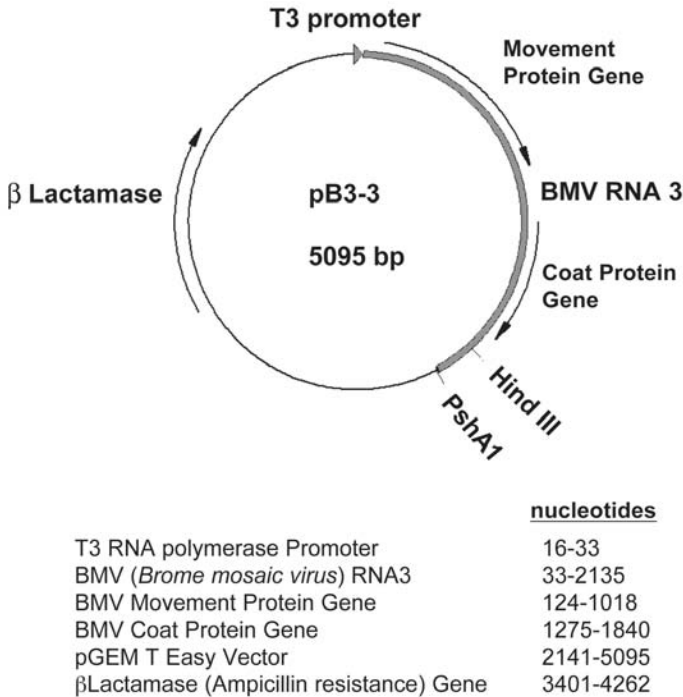 T3 promoter
Movement
Protein Gene
β Lactamase
pB3-3
5095 bp
BMV RNA 3
Coat Protein
Gene
Hind III
PshA1
nucleotides
T3 RNA polymerase Promoter 16-33
BMV (Brome mosaic virus) RNA3 33-2135
BMV Movement Protein Gene 124-1018
BMV Coat Protein Gene 1275-1840
pGEM T Easy Vector 2141-5095
βLactamase (Ampicillin resistance) Gene 3401-4262